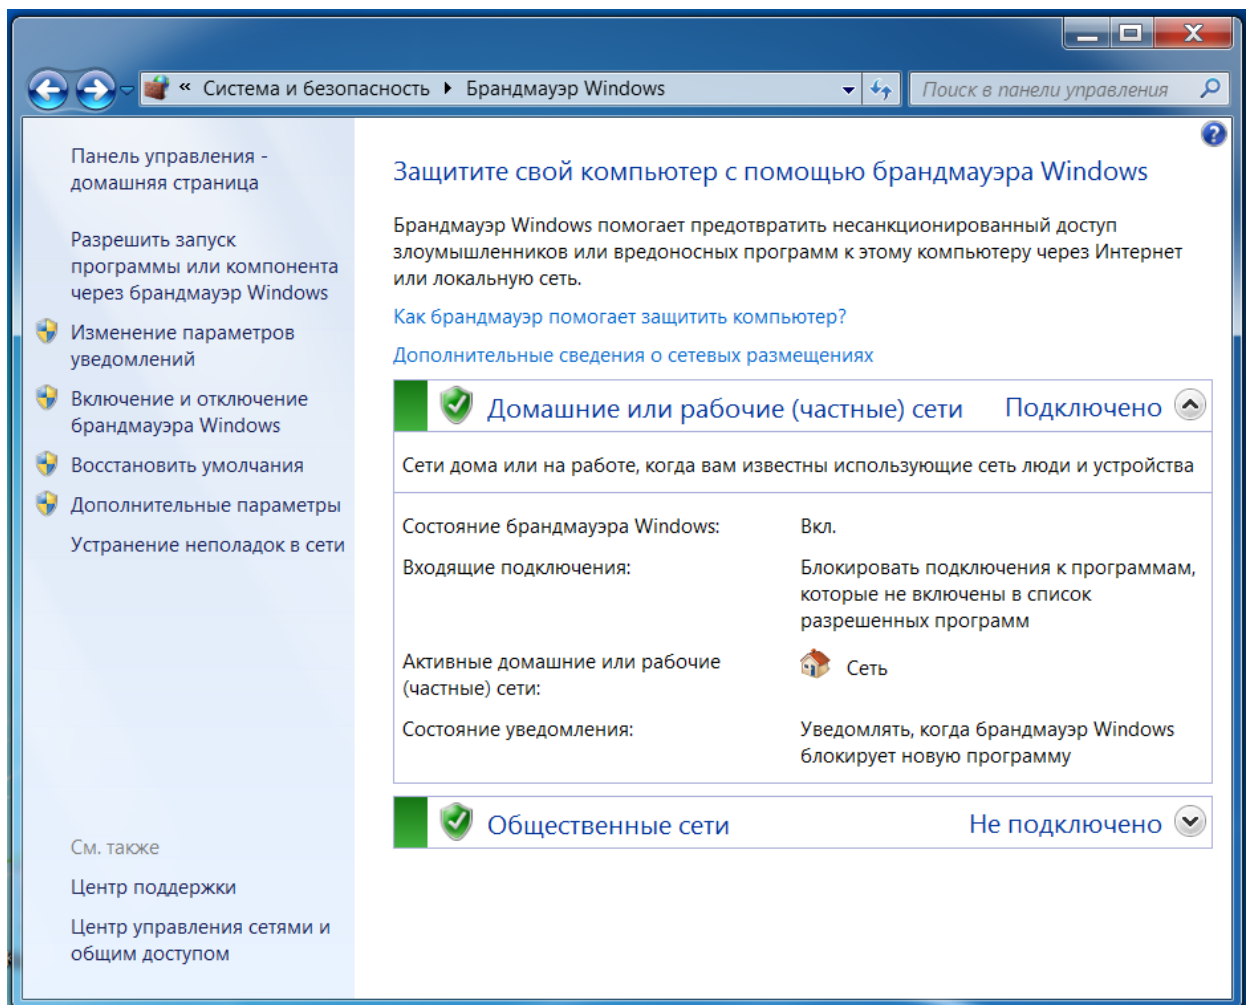 « Система и безопасность ▸ Брандмауэр Windows
Поиск в панели управления
Панель управления -
домашняя страница
Разрешить запуск
программы или компонента
через брандмауэр Windows
Изменение параметров
уведомлений
Включение и отключение
брандмауэра Windows
Восстановить умолчания
Дополнительные параметры
Устранение неполадок в сети
См. также
Центр поддержки
Центр управления сетями и
общим доступом
Защитите свой компьютер с помощью брандмауэра Windows
Брандмауэр Windows помогает предотвратить несанкционированный доступ
злоумышленников или вредоносных программ к этому компьютеру через Интернет
или локальную сеть.
Как брандмауэр помогает защитить компьютер?
Дополнительные сведения о сетевых размещениях
Домашние или рабочие (частные) сети Подключено
Сети дома или на работе, когда вам известны использующие сеть люди и устройства
Состояние брандмауэра Windows: Вкл.
Входящие подключения: Блокировать подключения к программам,
которые не включены в список
разрешенных программ
Активные домашние или рабочие
(частные) сети: Сеть
Состояние уведомления: Уведомлять, когда брандмауэр Windows
блокирует новую программу
Общественные сети Не подключено